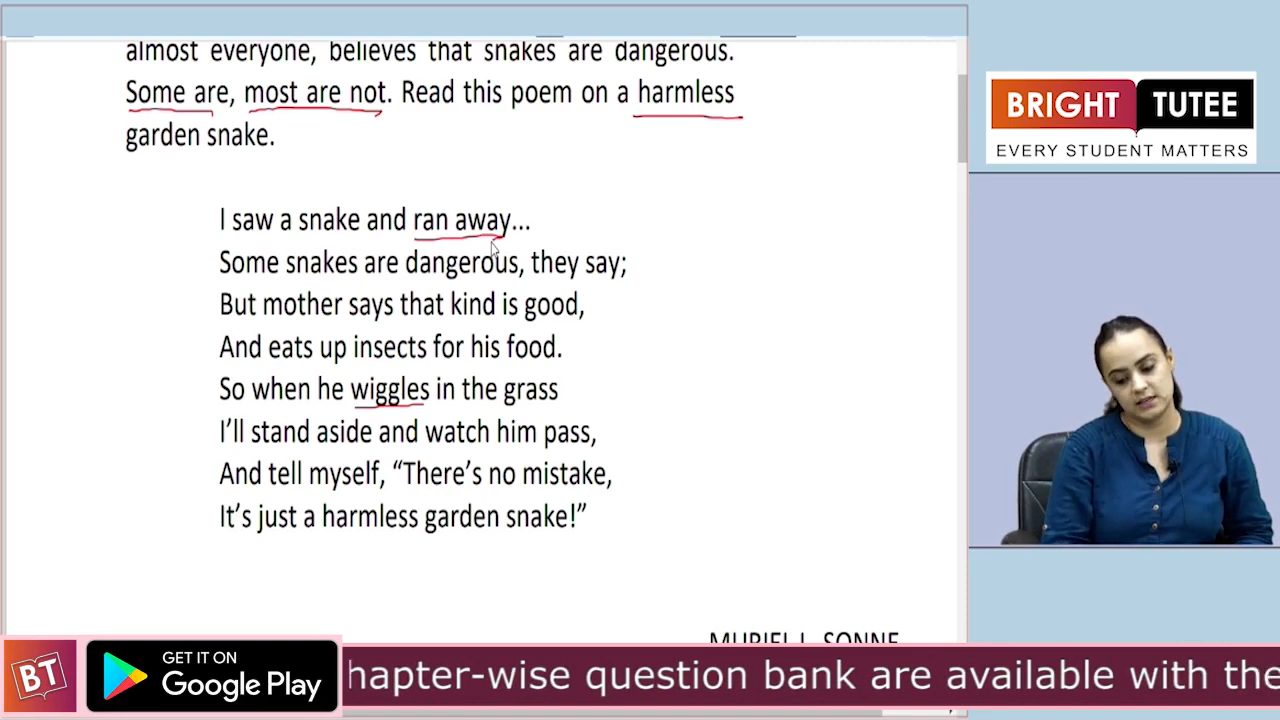 almost everyone, believes that snakes are dangerous.
Some are, most are not. Read this poem on a harmless
garden snake.
I saw a snake and ran away...
Some snakes are dangerous, they say;
But mother says that kind is good,
And eats up insects for his food.
So when he wiggles in the grass
I'll stand aside and watch him pass,
And tell myself, “There's no mistake,
It's just a harmless garden snake!”
MURIEL L. SONNE
BRIGHT TUTEE
EVERY STUDENT MATTERS
BT
GET IT ON
Google Play
hapter-wise question bank are available with the